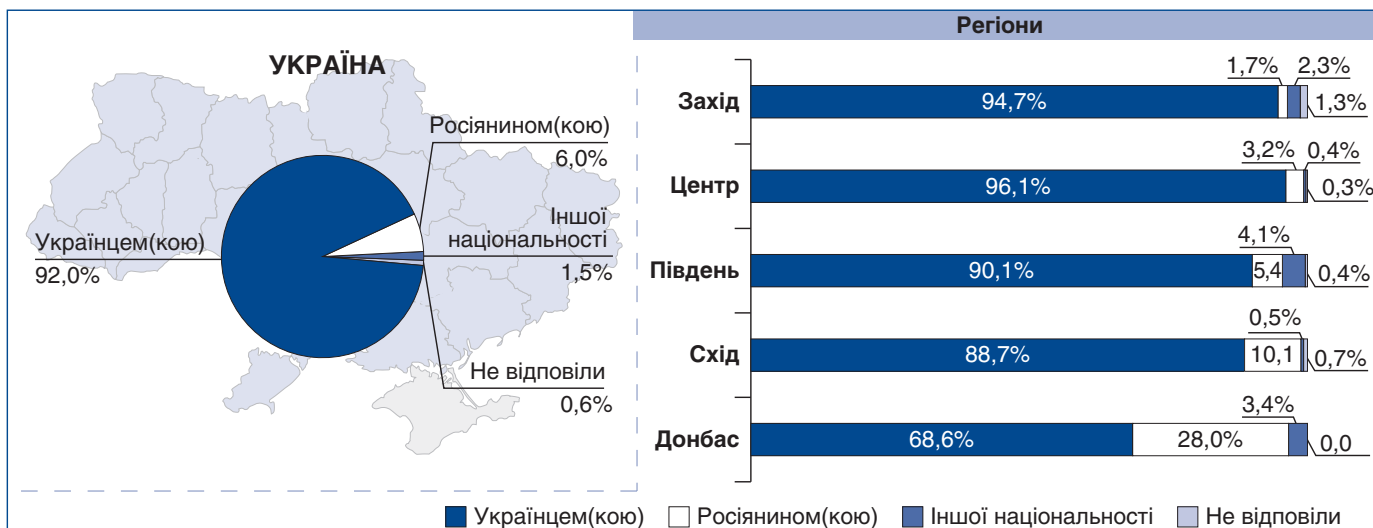 УКРАЇНА
Росіянином(кою)
6,0%
Українцем(кою)
92,0%
Іншої
національності
1,5%
Не відповіли
0,6%
Регіони
1,7% 2,3%
Захід 94,7% 1,3%
3,2% 0,4%
Центр 96,1% 0,3%
4,1%
Південь 90,1% 5,4 0,4%
0,5%
Схід 88,7% 10,1 0,7%
3,4%
Донбас 68,6% 28,0% 0,0
Українцем(кою) Росіянином(кою) Іншої національності Не відповіли